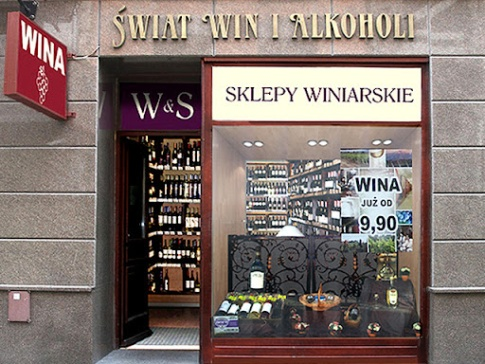 ŚWIAT WIN I ALKOHOLI
WINA
W&S
SKLEPY WINIARSKIE
WINA
JUŻ OD
9,90